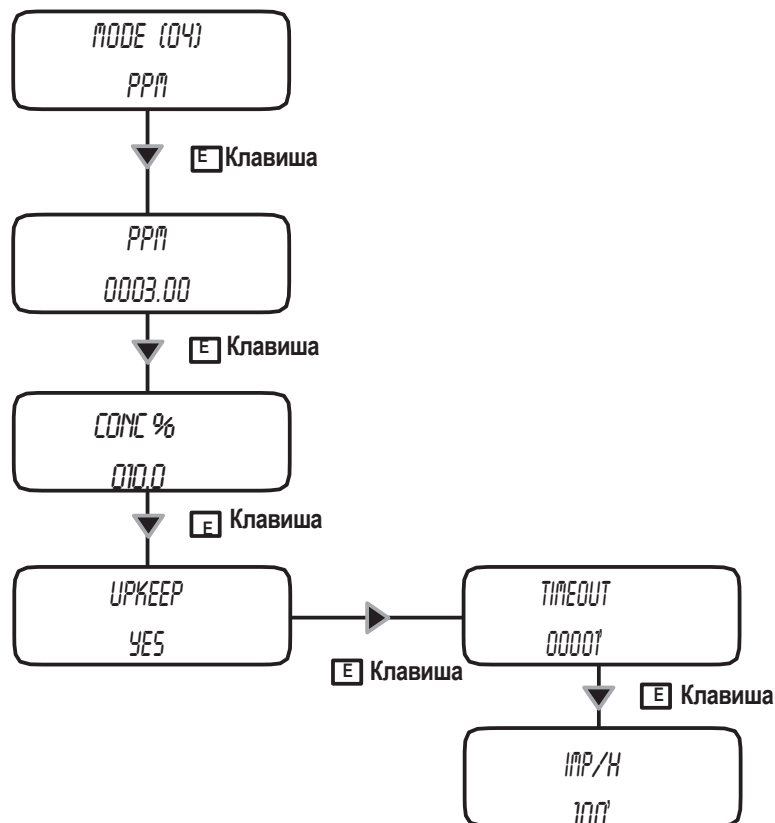 MODE (04)
PPM
E Клавиша
PPM
0003.00
E Клавиша
CONC %
010.0
E Клавиша
UPKEEP
YES
E Клавиша
TIMEOUT
00001'
E Клавиша
IMP/H
100'